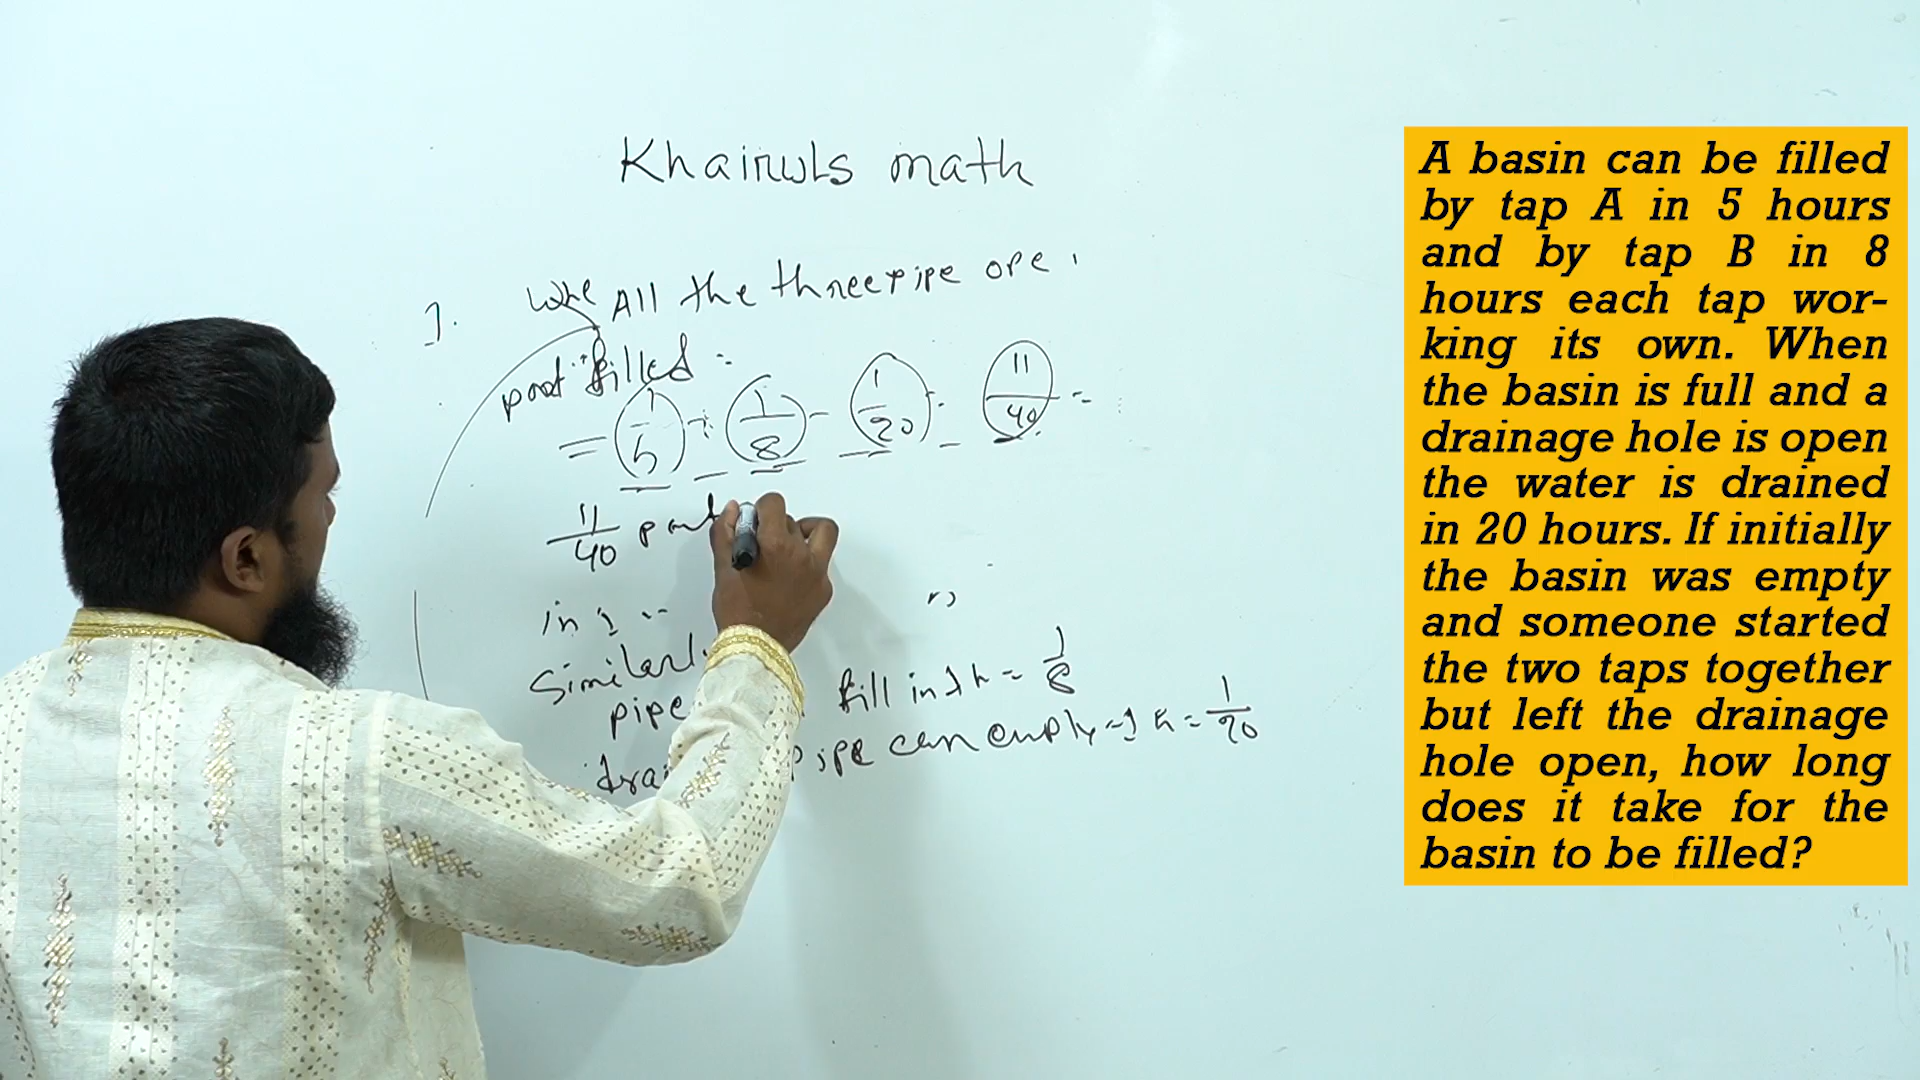 Khairuls math
1. All the three pipe ope
part filled =
= 1/5 + 1/8 - 1/20 = 11/40 =
11/40 part
in 1
Similarl
pipe fill in 1 h = 1/8
drai pipe can empty 1 h = 1/20
A basin can be filled
by tap A in 5 hours
and by tap B in 8
hours each tap wor-
king its own. When
the basin is full and a
drainage hole is open
the water is drained
in 20 hours. If initially
the basin was empty
and someone started
the two taps together
but left the drainage
hole open, how long
does it take for the
basin to be filled?